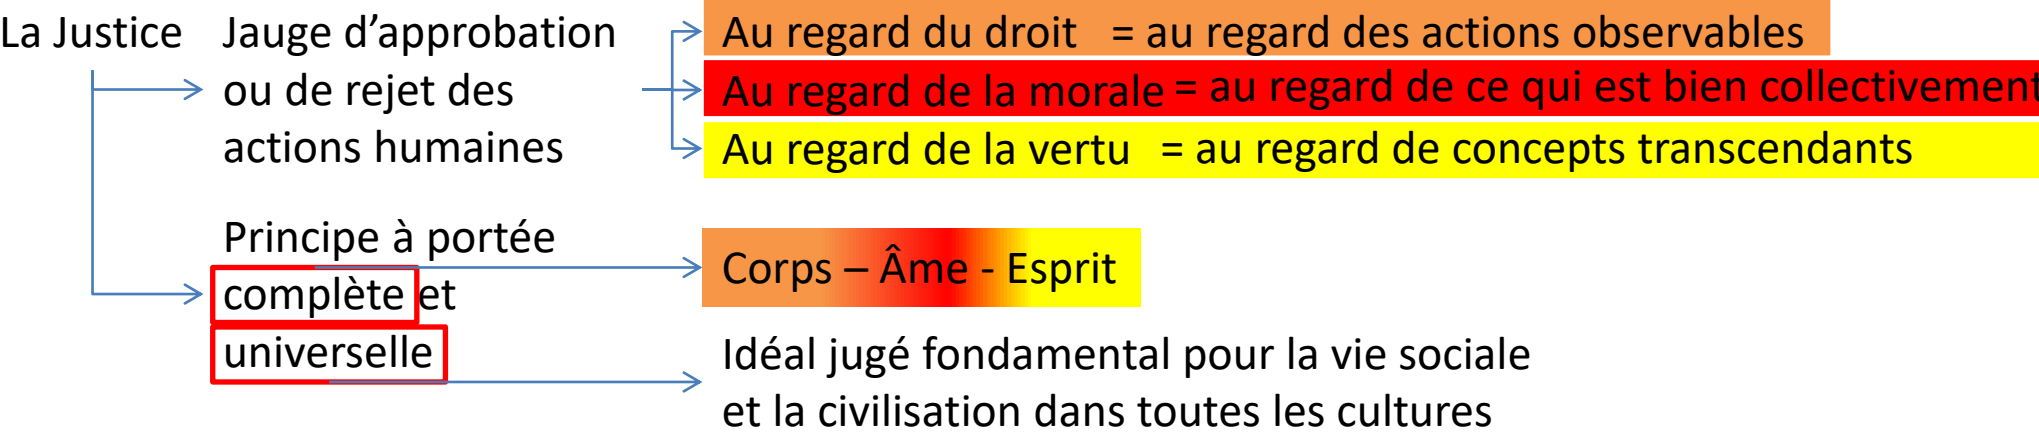 La Justice
Jauge d’approbation
ou de rejet des
actions humaines
Au regard du droit = au regard des actions observables
Au regard de la morale = au regard de ce qui est bien collectivement
Au regard de la vertu = au regard de concepts transcendants
Principe à portée
complète et
universelle
Corps – Âme - Esprit
Idéal jugé fondamental pour la vie sociale
et la civilisation dans toutes les cultures